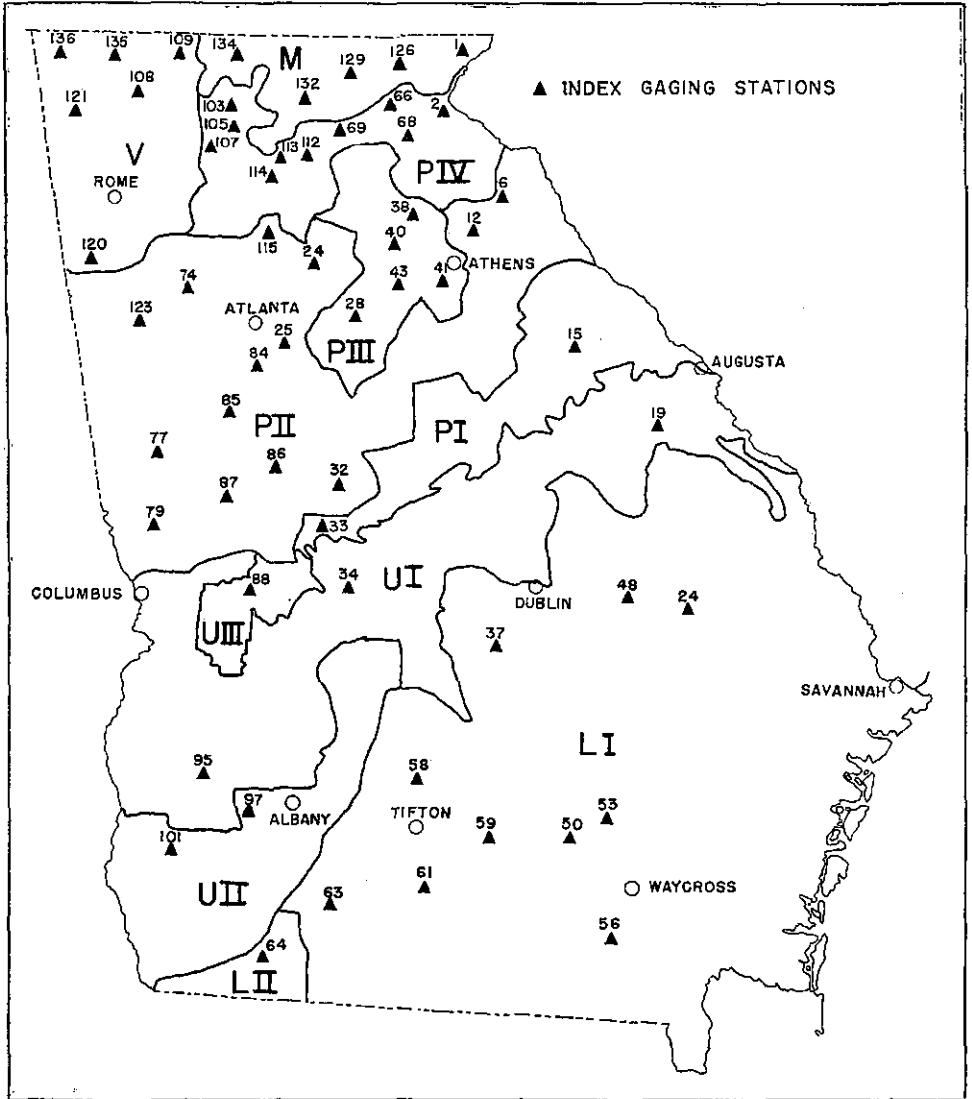 136
135
109
134
M
129
126
1
INDEX GAGING STATIONS
108
132
121
103
66
2
105
69
68
107
113
112
V
114
PIV
ROME
6
38
12
115
40
24
ATHENS
120
43
41
74
28
123
ATLANTA
25
15
PIII
84
AUGUSTA
85
19
PII
PI
77
86
32
87
79
33
88
34
UI
COLUMBUS
48
24
DUBLIN
UIII
37
SAVANNAH
LI
95
58
97
ALBANY
TIFTON
53
101
59
50
UII
61
WAYCROSS
63
56
64
LII